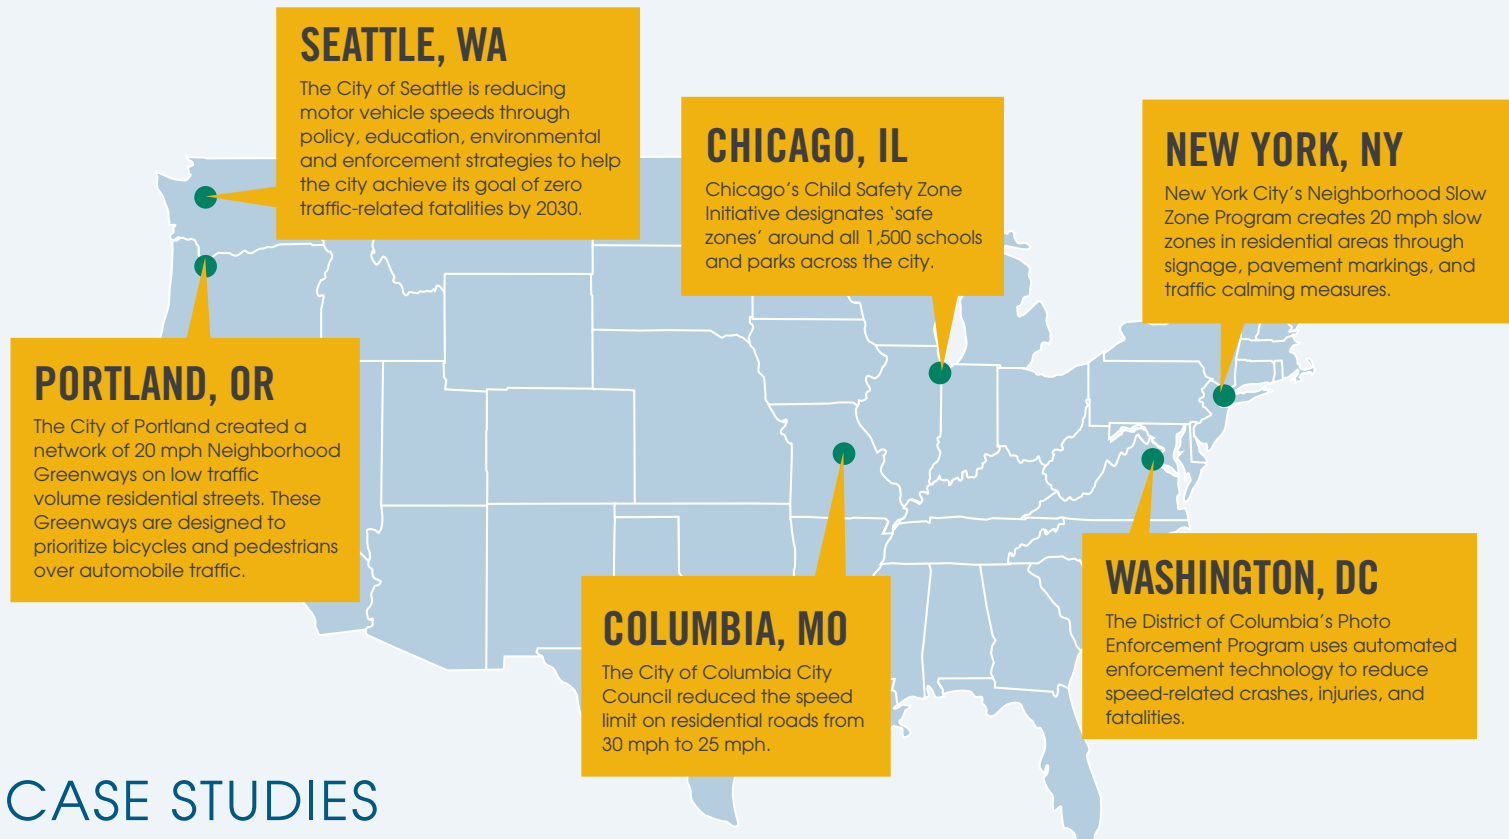 SEATTLE, WA
The City of Seattle is reducing
motor vehicle speeds through
policy, education, environmental
and enforcement strategies to help
the city achieve its goal of zero
traffic-related fatalities by 2030.
CHICAGO, IL
Chicago's Child Safety Zone
Initiative designates ‘safe
zones’ around all 1,500 schools
and parks across the city.
NEW YORK, NY
New York City's Neighborhood Slow
Zone Program creates 20 mph slow
zones in residential areas through
signage, pavement markings, and
traffic calming measures.
PORTLAND, OR
The City of Portland created a
network of 20 mph Neighborhood
Greenways on low traffic
volume residential streets. These
Greenways are designed to
prioritize bicycles and pedestrians
over automobile traffic.
COLUMBIA, MO
The City of Columbia City
Council reduced the speed
limit on residential roads from
30 mph to 25 mph.
WASHINGTON, DC
The District of Columbia's Photo
Enforcement Program uses automated
enforcement technology to reduce
speed-related crashes, injuries, and
fatalities.
CASE STUDIES